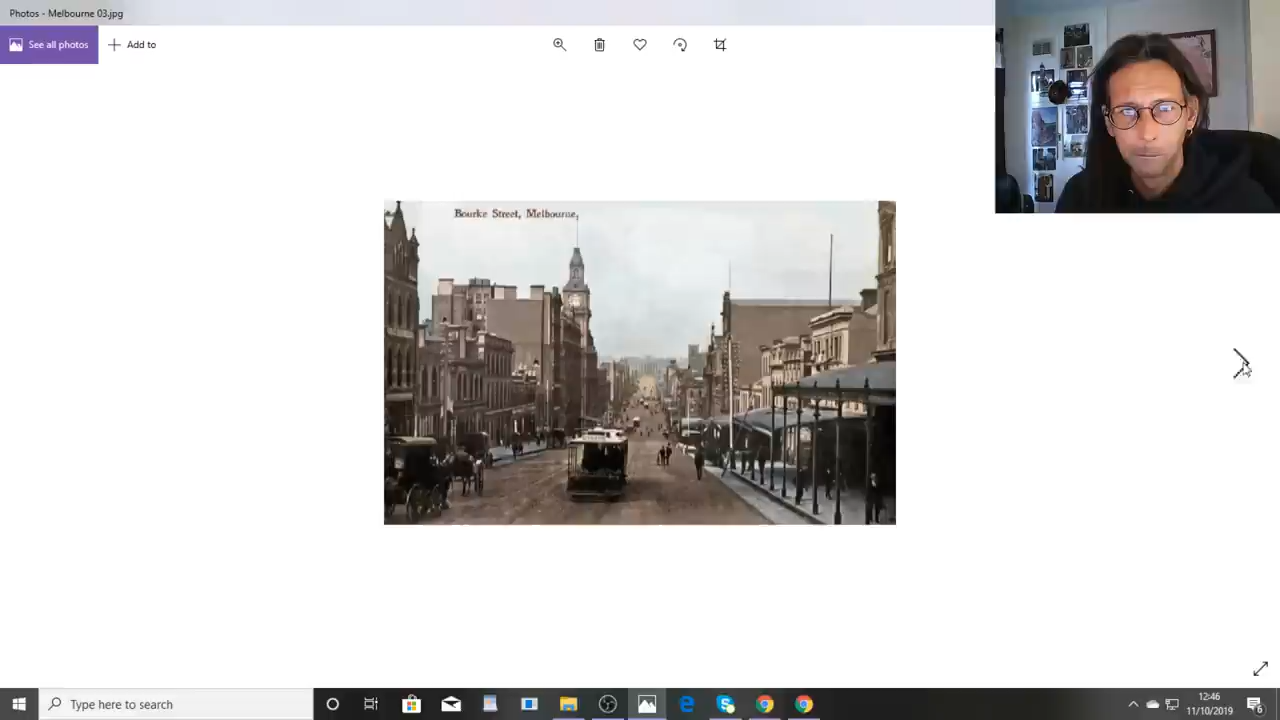 Photos - Melbourne 03.jpg
See all photos
Add to
Bourke Street, Melbourne,
Type here to search
12:46
11/10/2019
6